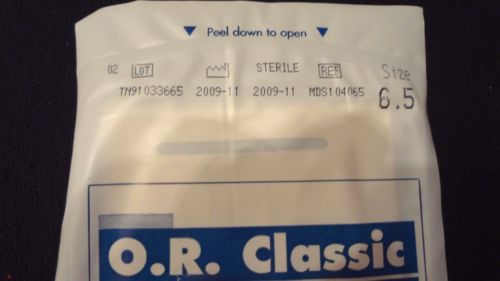 Peel down to open
02 LOT STERILE REF Size
TN91033665 2009-11 2009-11 MDS104065 6.5
O.R. Classic